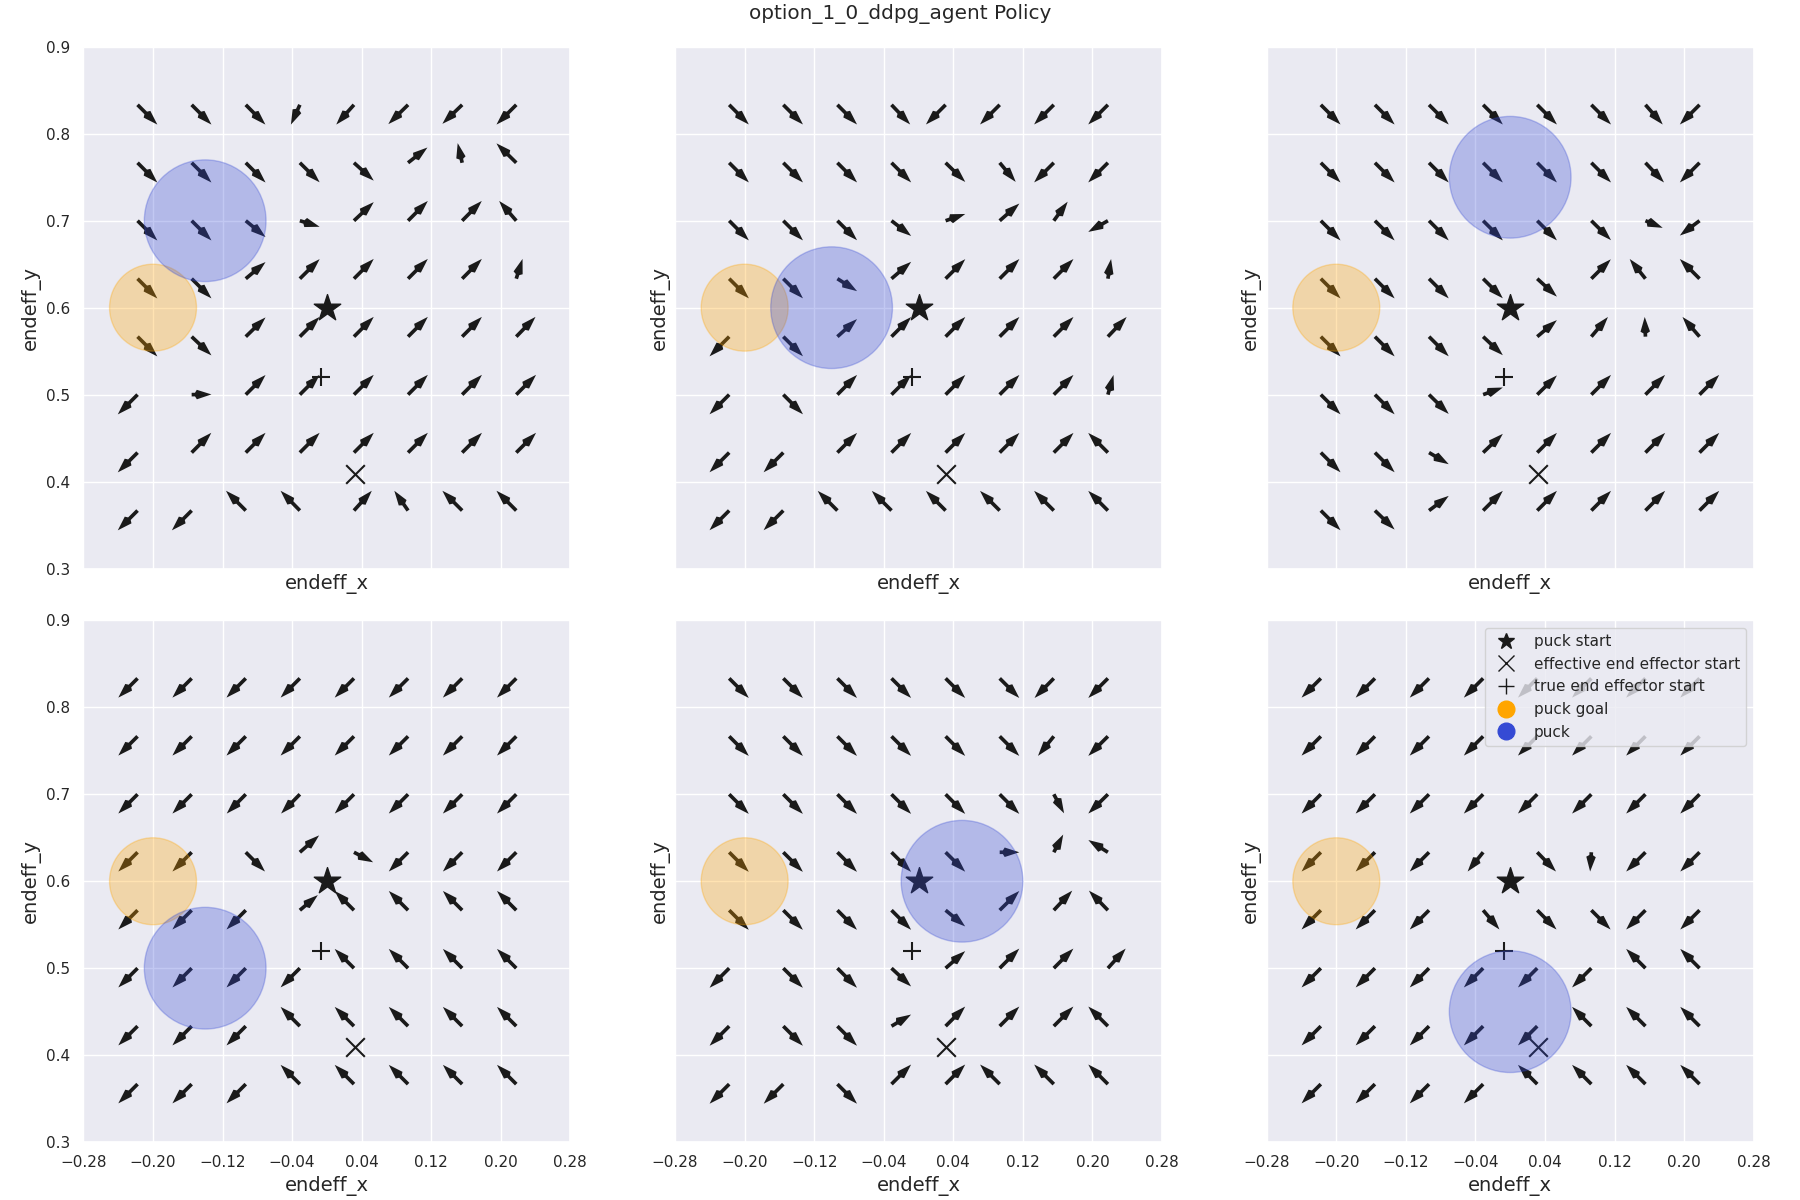 option_1_0_ddpg_agent Policy
0.9
0.8
0.7
0.6
0.5
0.4
0.3
endeff_y
endeff_x
endeff_y
endeff_x
endeff_y
endeff_x
0.9
0.8
0.7
0.6
0.5
0.4
0.3
endeff_y
−0.28 −0.20 −0.12 −0.04 0.04 0.12 0.20 0.28
endeff_x
endeff_y
−0.28 −0.20 −0.12 −0.04 0.04 0.12 0.20 0.28
endeff_x
puck start
effective end effector start
true end effector start
puck goal
puck
endeff_y
−0.28 −0.20 −0.12 −0.04 0.04 0.12 0.20 0.28
endeff_x